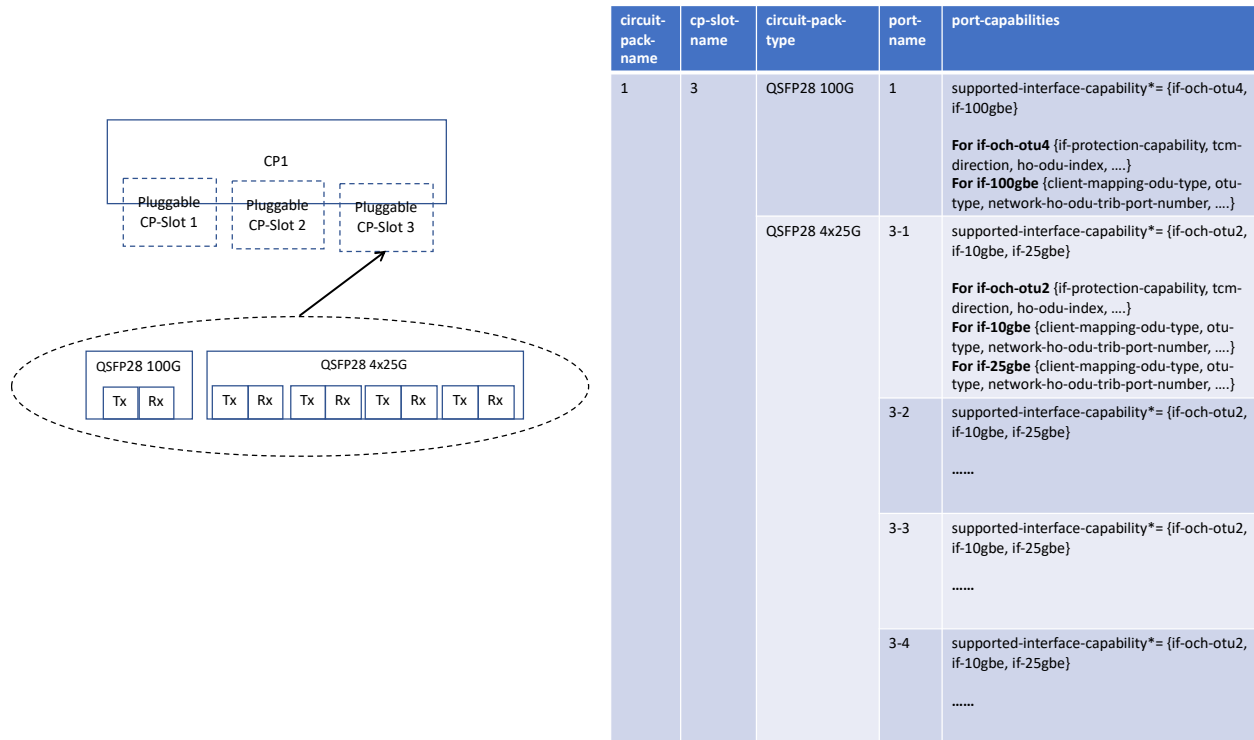 CP1
Pluggable
CP-Slot 1
Pluggable
CP-Slot 2
Pluggable
CP-Slot 3
QSFP28 100G
Tx
Rx
QSFP28 4x25G
Tx
Rx
Tx
Rx
Tx
Rx
Tx
Rx
circuit-
pack-
name
cp-slot-
name
circuit-pack-
type
port-
name
port-capabilities
1
3
QSFP28 100G
1
supported-interface-capability*= {if-och-otu4,
if-100gbe}
For if-och-otu4 {if-protection-capability, tcm-
direction, ho-odu-index, ....}
For if-100gbe {client-mapping-odu-type, otu-
type, network-ho-odu-trib-port-number, ....}
QSFP28 4x25G
3-1
supported-interface-capability*= {if-och-otu2,
if-10gbe, if-25gbe}
For if-och-otu2 {if-protection-capability, tcm-
direction, ho-odu-index, ....}
For if-10gbe {client-mapping-odu-type, otu-
type, network-ho-odu-trib-port-number, ....}
For if-25gbe {client-mapping-odu-type, otu-
type, network-ho-odu-trib-port-number, ....}
3-2
supported-interface-capability*= {if-och-otu2,
if-10gbe, if-25gbe}
......
3-3
supported-interface-capability*= {if-och-otu2,
if-10gbe, if-25gbe}
......
3-4
supported-interface-capability*= {if-och-otu2,
if-10gbe, if-25gbe}
......